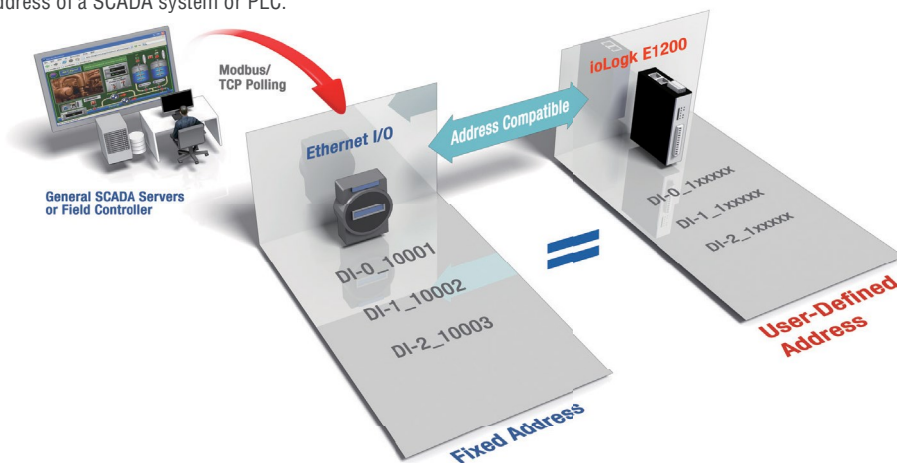 address of a SCADA system or PLC.
Modbus/
TCP Polling
General SCADA Servers
or Field Controller
Ethernet I/O
Address Compatible
ioLogk E1200
DI-0_10001
DI-1_10002
DI-2_10003
Fixed Address
DI-0_1xxxxx
DI-1_1xxxxx
DI-2_1xxxxx
User-Defined
Address